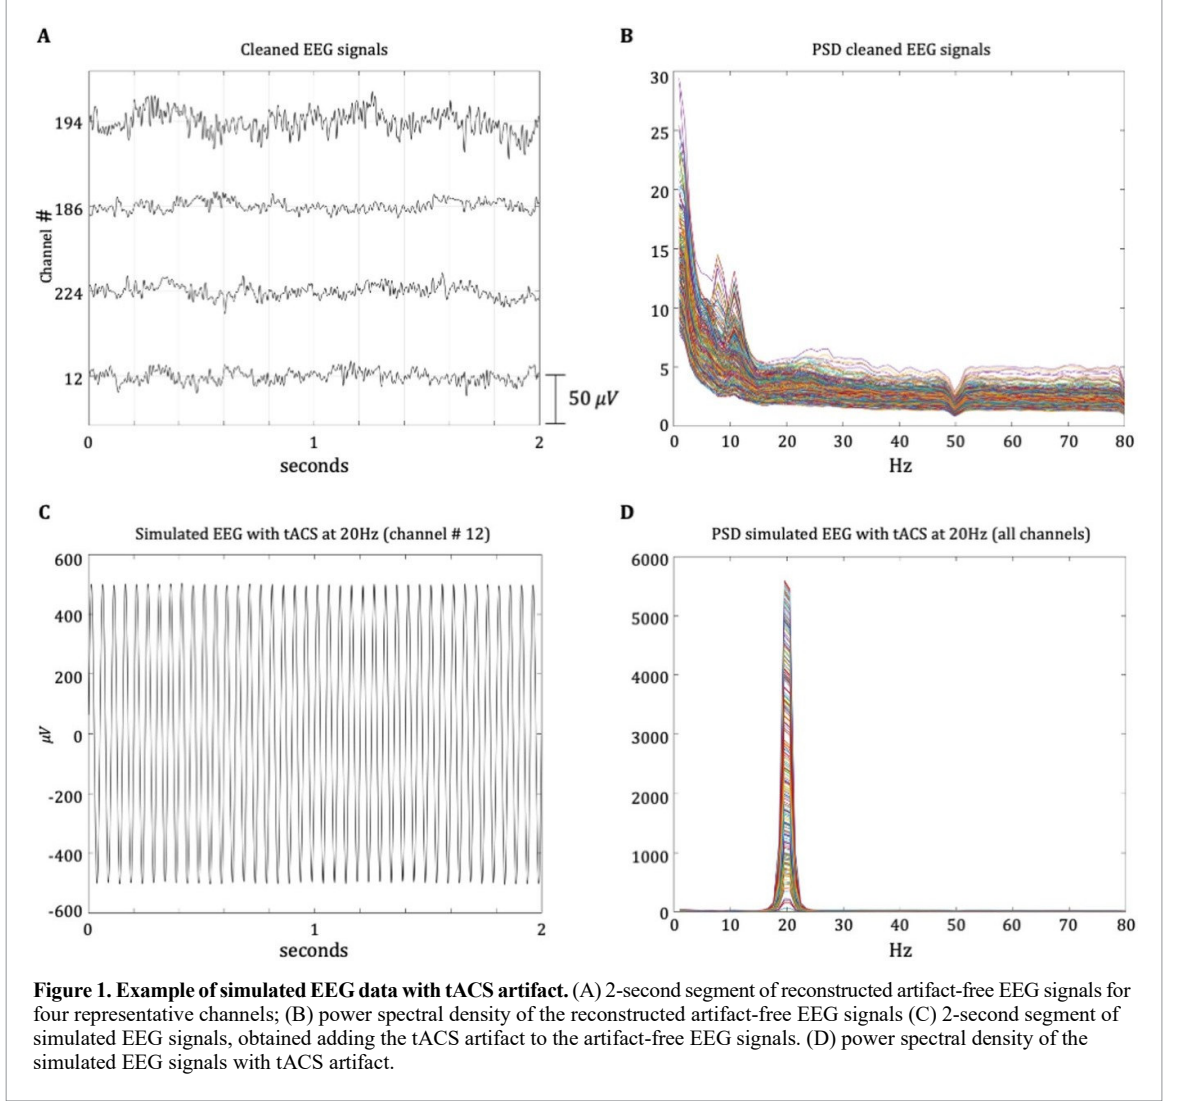 A
Cleaned EEG signals
194
186
224
12
Channel #
0
1
2
seconds
50 μV
B
PSD cleaned EEG signals
30
25
20
15
10
5
0
0
10
20
30
40
50
60
70
80
Hz
C
Simulated EEG with tACS at 20Hz (channel # 12)
600
400
200
0
-200
-400
-600
μV
0
1
2
seconds
D
PSD simulated EEG with tACS at 20Hz (all channels)
6000
5000
4000
3000
2000
1000
0
0
10
20
30
40
50
60
70
80
Hz
Figure 1. Example of simulated EEG data with tACS artifact. (A) 2-second segment of reconstructed artifact-free EEG signals for
four representative channels; (B) power spectral density of the reconstructed artifact-free EEG signals (C) 2-second segment of
simulated EEG signals, obtained adding the tACS artifact to the artifact-free EEG signals. (D) power spectral density of the
simulated EEG signals with tACS artifact.